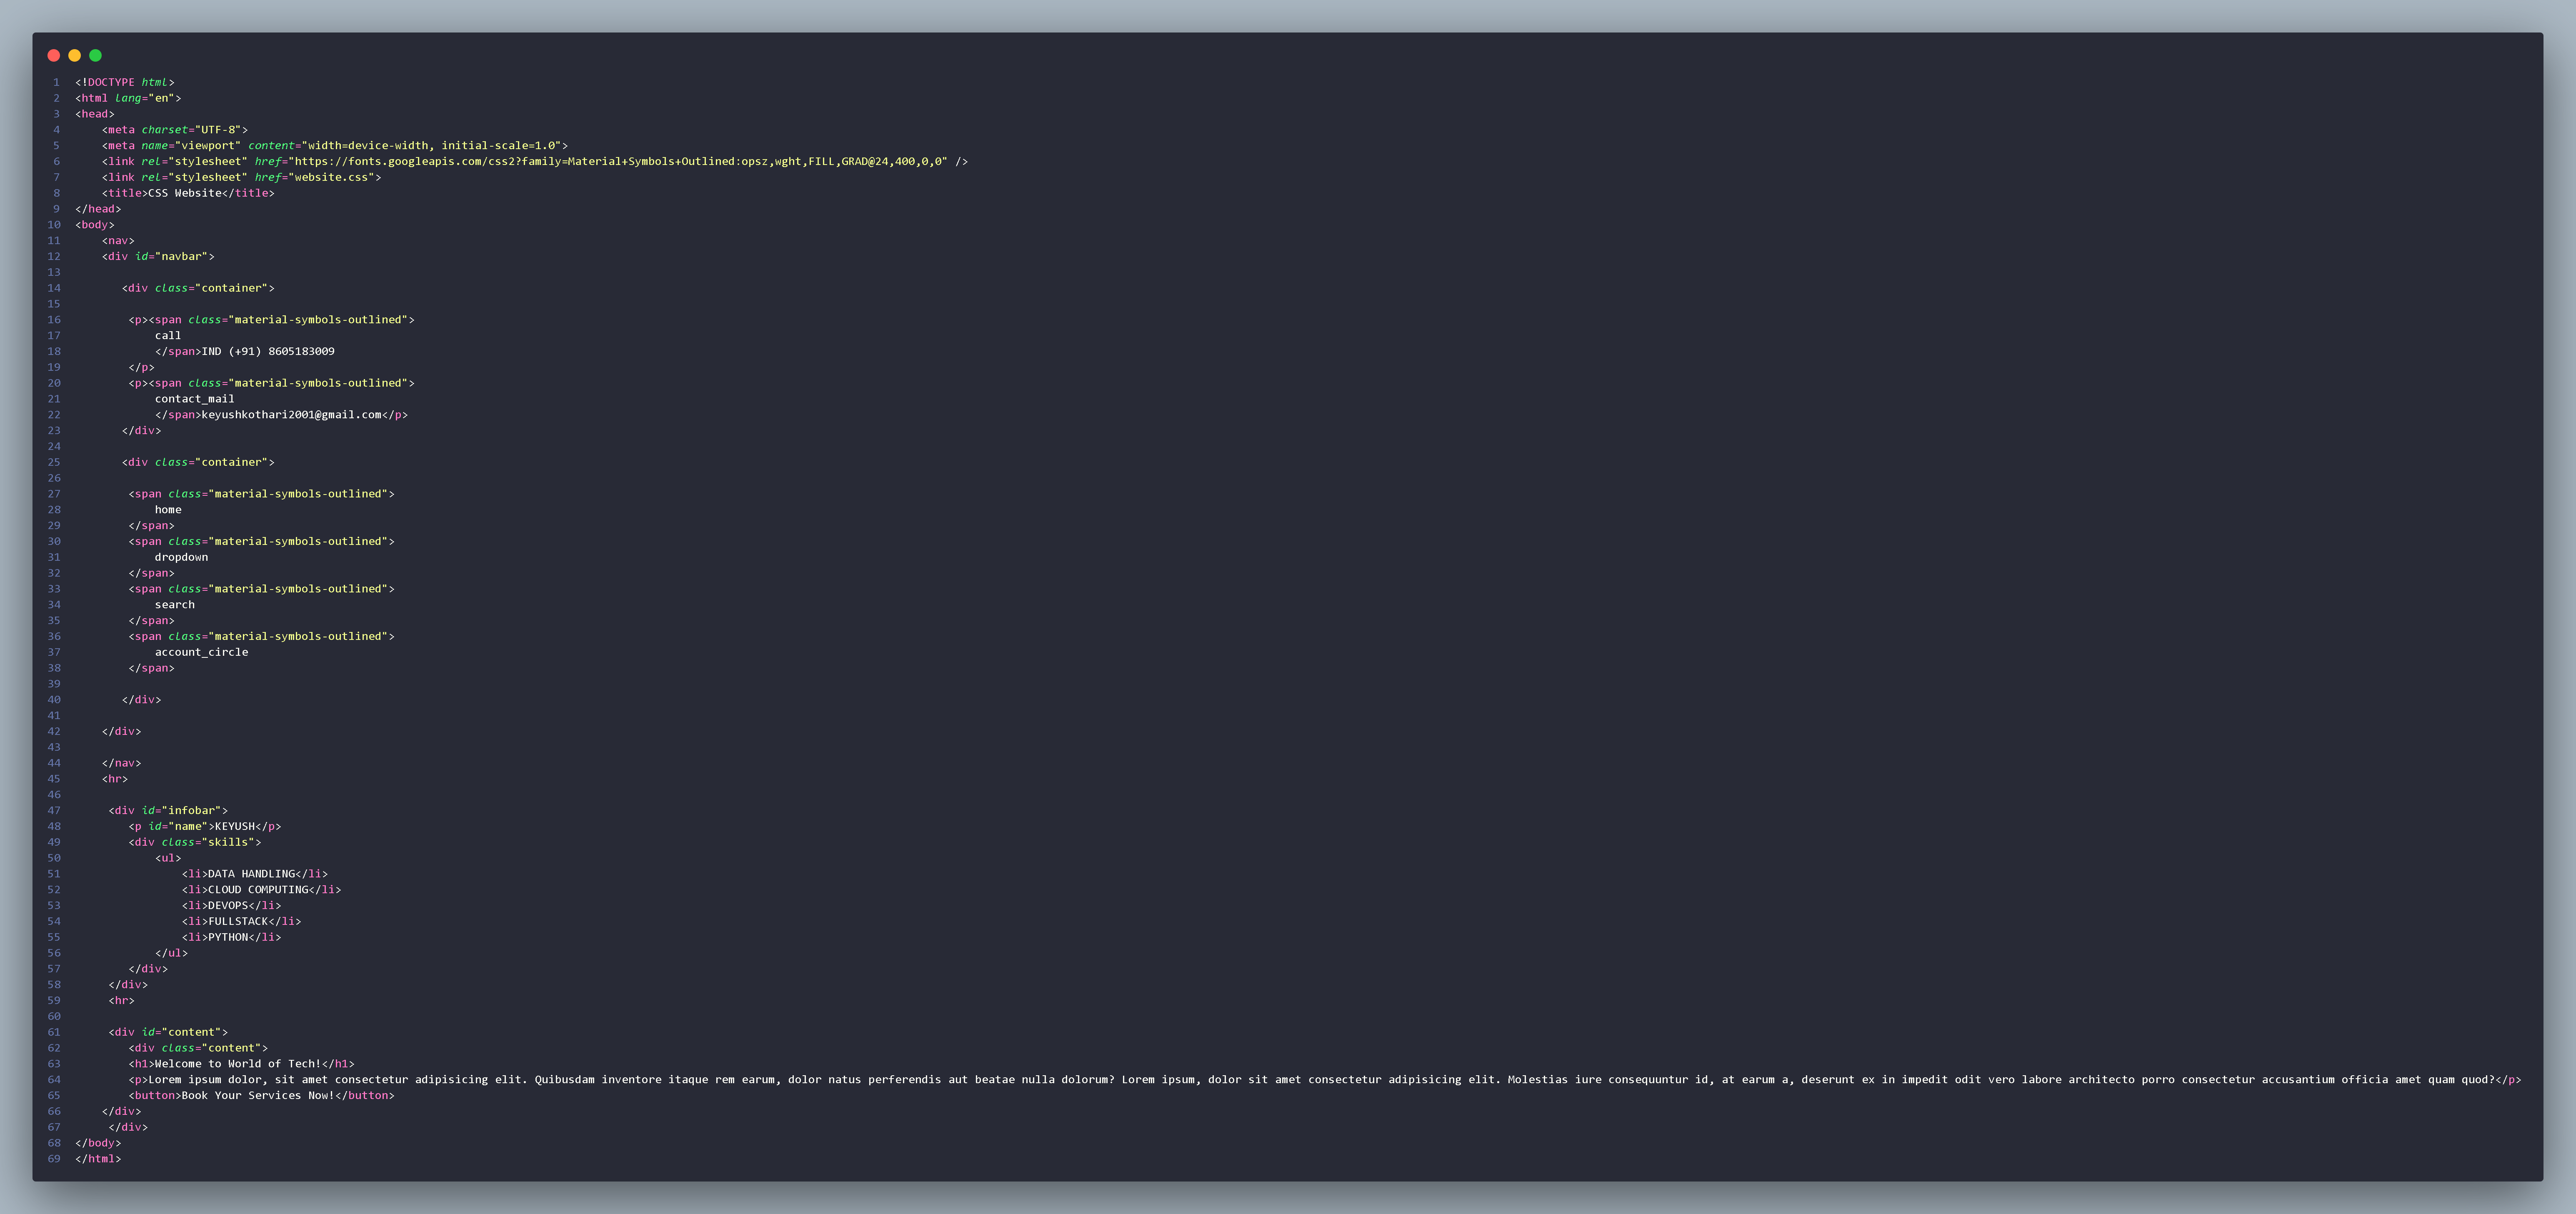 1 <!DOCTYPE html>
2 <html lang="en">
3 <head>
4     <meta charset="UTF-8">
5     <meta name="viewport" content="width=device-width, initial-scale=1.0">
6     <link rel="stylesheet" href="https://fonts.googleapis.com/css2?family=Material+Symbols+Outlined:opsz,wght,FILL,GRAD@24,400,0,0" />
7     <link rel="stylesheet" href="website.css">
8     <title>CSS Website</title>
9 </head>
10 <body>
11     <nav>
12     <div id="navbar">
13
14        <div class="container">
15
16         <p><span class="material-symbols-outlined">
17             call
18             </span>IND (+91) 8605183009
19         </p>
20         <p><span class="material-symbols-outlined">
21             contact_mail
22             </span>keyushkothari2001@gmail.com</p>
23        </div>
24
25        <div class="container">
26
27         <span class="material-symbols-outlined">
28             home
29         </span>
30         <span class="material-symbols-outlined">
31             dropdown
32         </span>
33         <span class="material-symbols-outlined">
34             search
35         </span>
36         <span class="material-symbols-outlined">
37             account_circle
38         </span>
39
40        </div>
41
42     </div>
43
44     </nav>
45     <hr>
46
47      <div id="infobar">
48         <p id="name">KEYUSH</p>
49         <div class="skills">
50             <ul>
51                 <li>DATA HANDLING</li>
52                 <li>CLOUD COMPUTING</li>
53                 <li>DEVOPS</li>
54                 <li>FULLSTACK</li>
55                 <li>PYTHON</li>
56             </ul>
57         </div>
58      </div>
59      <hr>
60
61      <div id="content">
62         <div class="content">
63         <h1>Welcome to World of Tech!</h1>
64         <p>Lorem ipsum dolor, sit amet consectetur adipisicing elit. Quibusdam inventore itaque rem earum, dolor natus perferendis aut beatae nulla dolorum? Lorem ipsum, dolor sit amet consectetur adipisicing elit. Molestias iure consequuntur id, at earum a, deserunt ex in impedit odit vero labore architecto porro consectetur accusantium officia amet quam quod?</p>
65         <button>Book Your Services Now!</button>
66     </div>
67      </div>
68 </body>
69 </html>